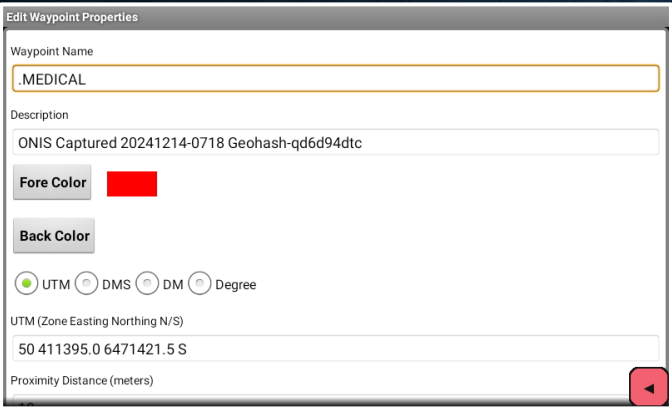 Edit Waypoint Properties
Waypoint Name
.MEDICAL
Description
ONIS Captured 20241214-0718 Geohash-qd6d94dtc
Fore Color
Back Color
UTM DMS DM Degree
UTM (Zone Easting Northing N/S)
50 411395.0 6471421.5 S
Proximity Distance (meters)